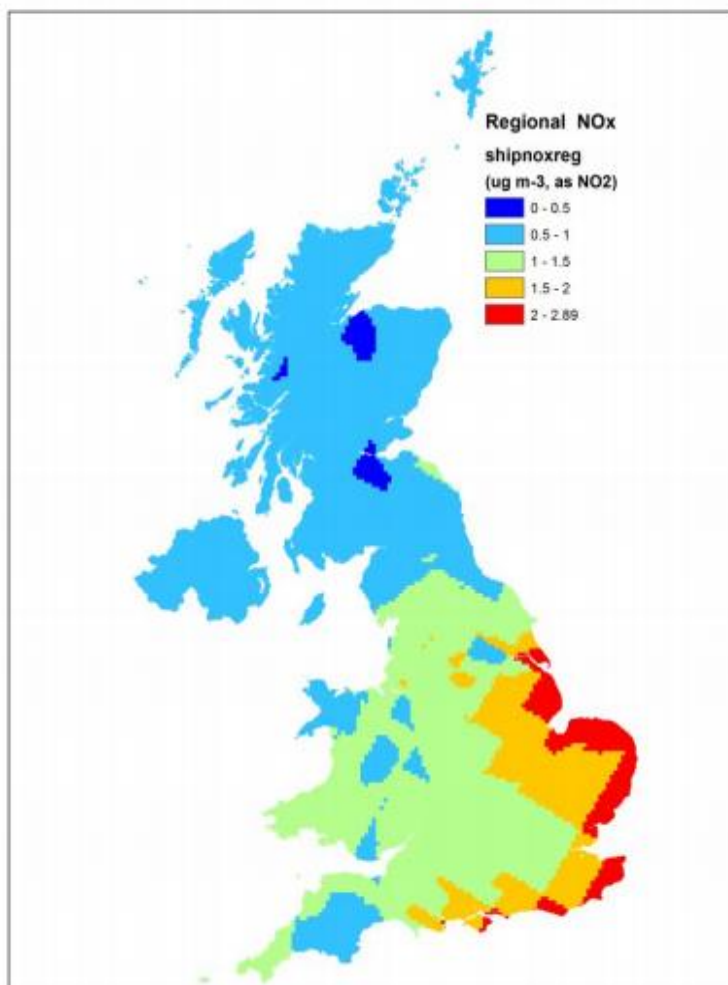 Regional NOx
shipnoxreg
(ug m-3, as NO2)
0 - 0.5
0.5 - 1
1 - 1.5
1.5 - 2
2 - 2.89